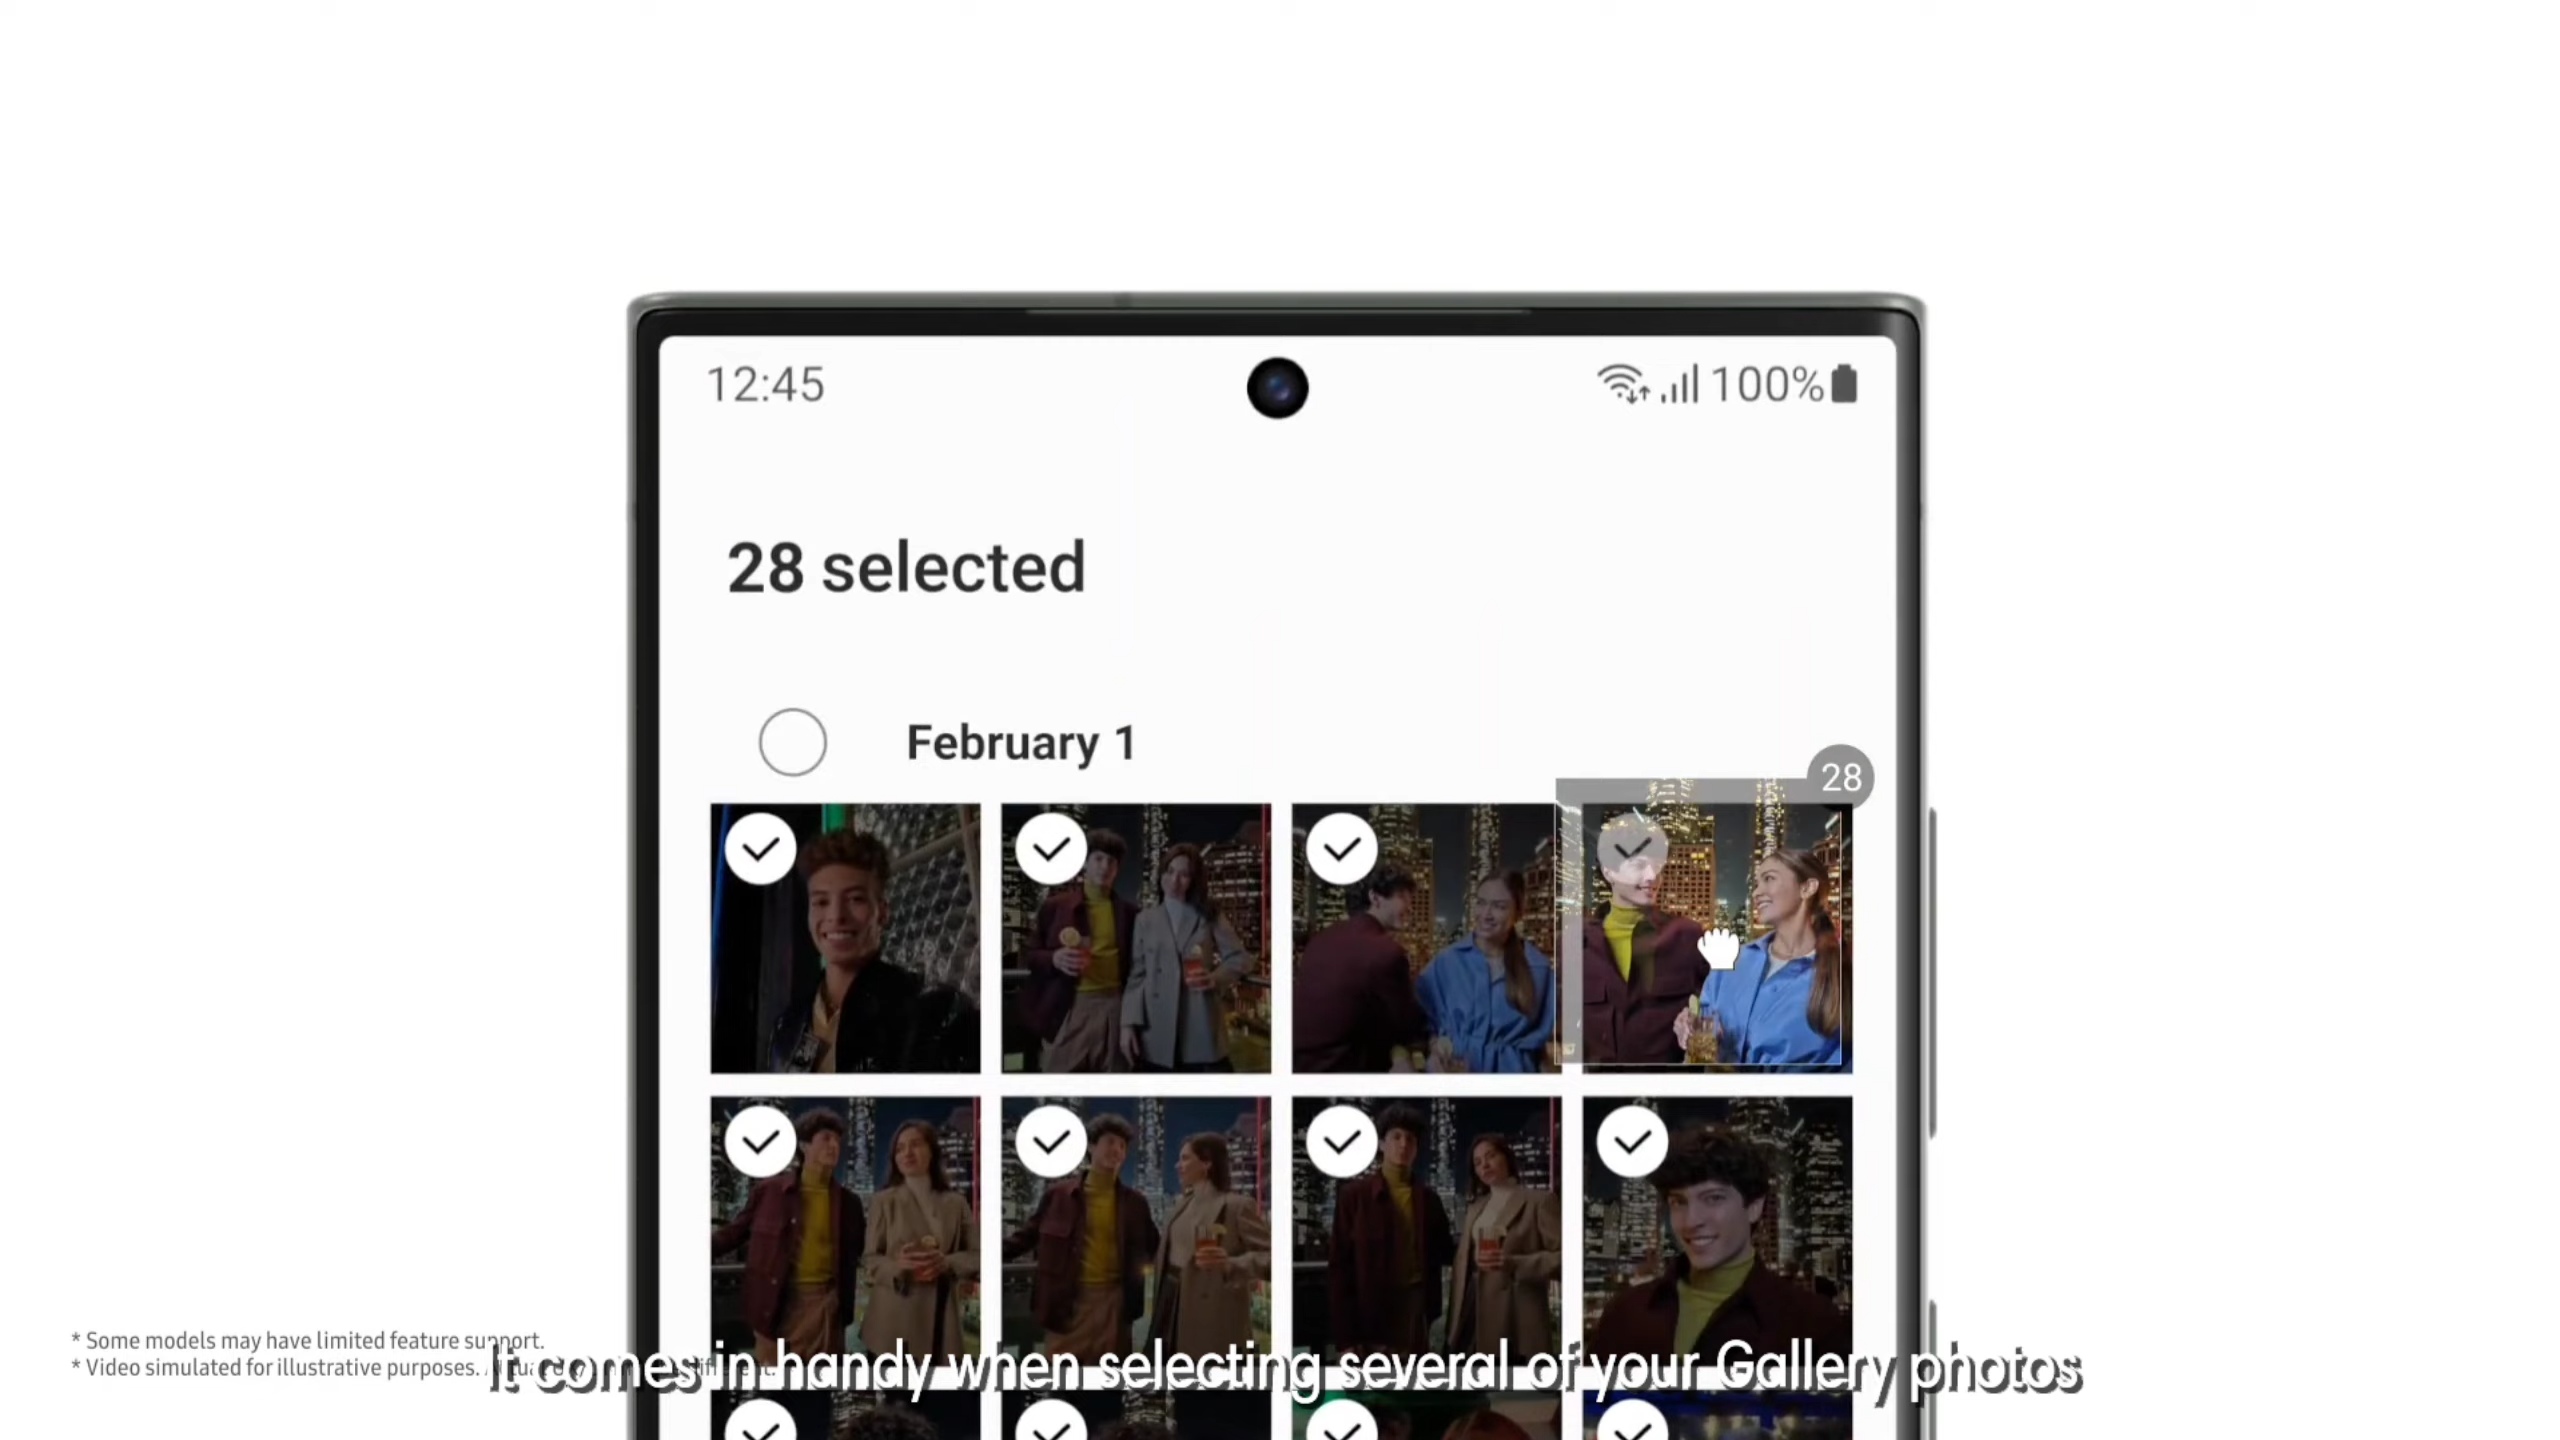 12:45
100%
28 selected
February 1
28
* Some models may have limited feature support.
* Video simulated for illustrative purposes.
It comes in handy when selecting several of your Gallery photos